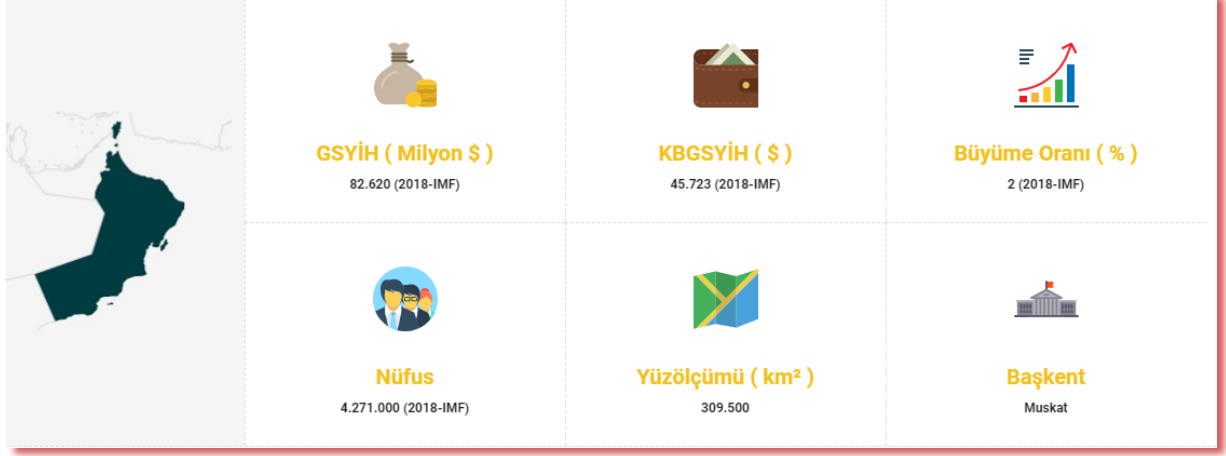 GSYİH ( Milyon $ )
82.620 (2018-IMF)
KBGSYİH ( $ )
45.723 (2018-IMF)
Büyüme Oranı ( % )
2 (2018-IMF)
Nüfus
4.271.000 (2018-IMF)
Yüzölçümü ( km² )
309.500
Başkent
Muskat